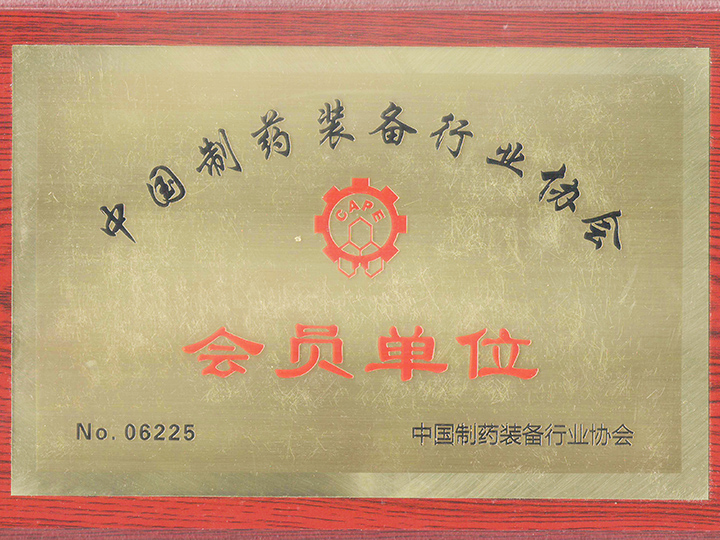 中国制药装备行业协会
CAPE
会员单位
No. 06225
中国制药装备行业协会